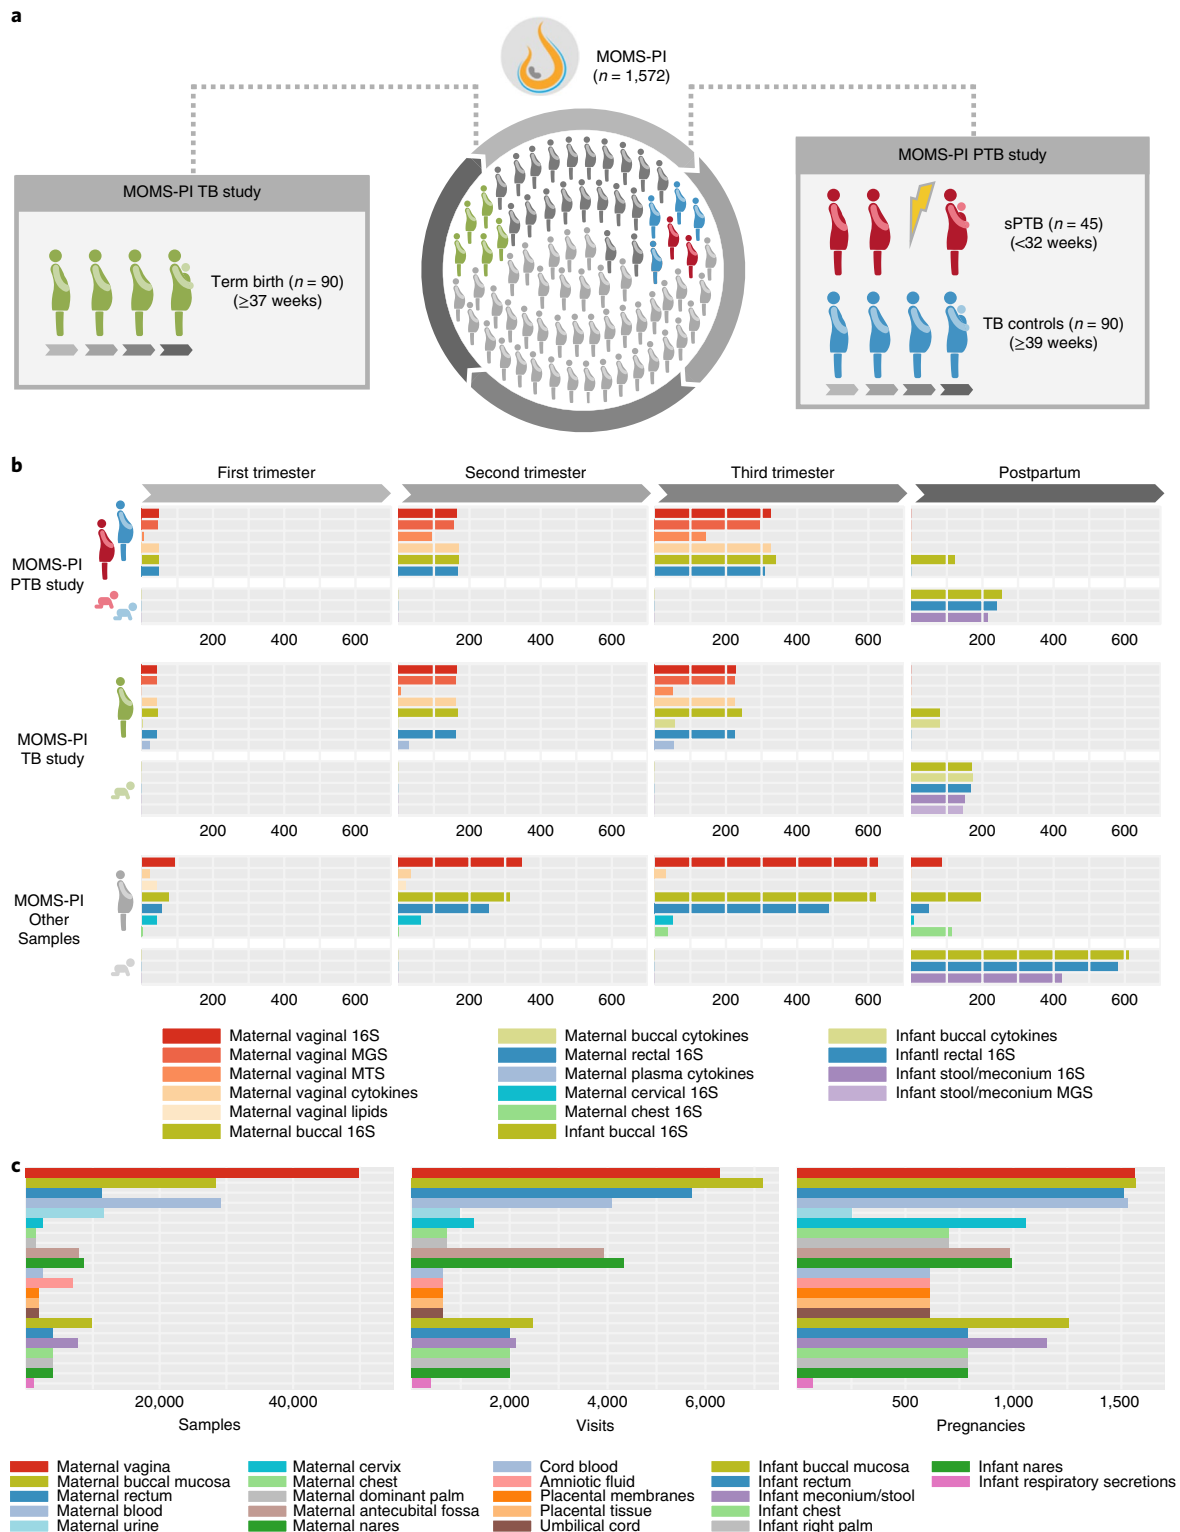 a
MOMS-PI
(n = 1,572)
MOMS-PI TB study
Term birth (n = 90)
(≥37 weeks)
MOMS-PI PTB study
sPTB (n = 45)
(<32 weeks)
TB controls (n = 90)
(≥39 weeks)
b
First trimester
Second trimester
Third trimester
Postpartum
MOMS-PI
PTB study
200 400 600 200 400 600 200 400 600 200 400 600
MOMS-PI
TB study
200 400 600 200 400 600 200 400 600 200 400 600
MOMS-PI
Other
Samples
200 400 600 200 400 600 200 400 600 200 400 600
Maternal vaginal 16S
Maternal vaginal MGS
Maternal vaginal MTS
Maternal vaginal cytokines
Maternal vaginal lipids
Maternal buccal 16S
Maternal buccal cytokines
Maternal rectal 16S
Maternal plasma cytokines
Maternal cervical 16S
Maternal chest 16S
Infant buccal 16S
Infant buccal cytokines
Infantl rectal 16S
Infant stool/meconium 16S
Infant stool/meconium MGS
c
20,000 40,000
Samples
2,000 4,000 6,000
Visits
500 1,000 1,500
Pregnancies
Maternal vagina
Maternal buccal mucosa
Maternal rectum
Maternal blood
Maternal urine
Maternal cervix
Maternal chest
Maternal dominant palm
Maternal antecubital fossa
Maternal nares
Cord blood
Amniotic fluid
Placental membranes
Placental tissue
Umbilical cord
Infant buccal mucosa
Infant rectum
Infant meconium/stool
Infant chest
Infant right palm
Infant nares
Infant respiratory secretions